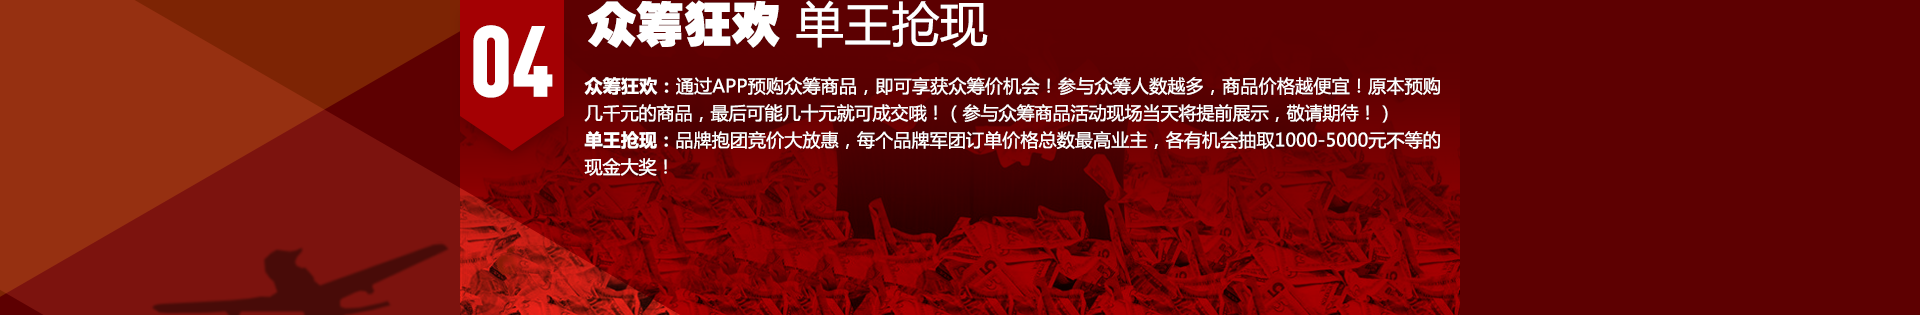 04
众筹狂欢 单王抢现
众筹狂欢：通过APP预购众筹商品，即可享获众筹价机会！参与众筹人数越多，商品价格越便宜！原本预购
几千元的商品，最后可能几十元就可成交哦！（参与众筹商品活动现场当天将提前展示，敬请期待！）
单王抢现：品牌抱团竞价大放惠，每个品牌军团订单价格总数最高业主，各有机会抽取1000-5000元不等的
现金大奖！